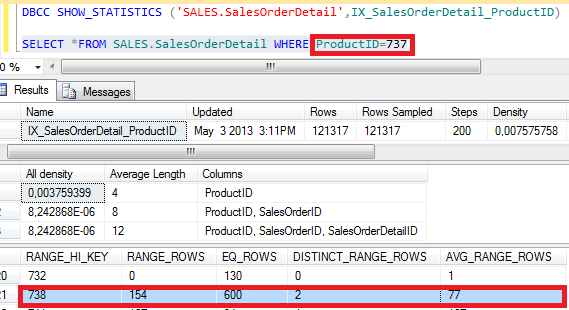 DBCC SHOW_STATISTICS ('SALES.SalesOrderDetail',IX_SalesOrderDetail_ProductID)
SELECT *FROM SALES.SalesOrderDetail WHERE ProductID=737
0 %
Results Messages
Name Updated Rows Rows Sampled Steps Density
IX_SalesOrderDetail_ProductID May 3 2013 3:11PM 121317 121317 200 0,007575758
All density Average Length Columns
0,003759399 4 ProductID
8,242868E-06 8 ProductID, SalesOrderID
8,242868E-06 12 ProductID, SalesOrderID, SalesOrderDetailID
RANGE_HI_KEY RANGE_ROWS EQ_ROWS DISTINCT_RANGE_ROWS AVG_RANGE_ROWS
20 732 0 130 0 1
21 738 154 600 2 77